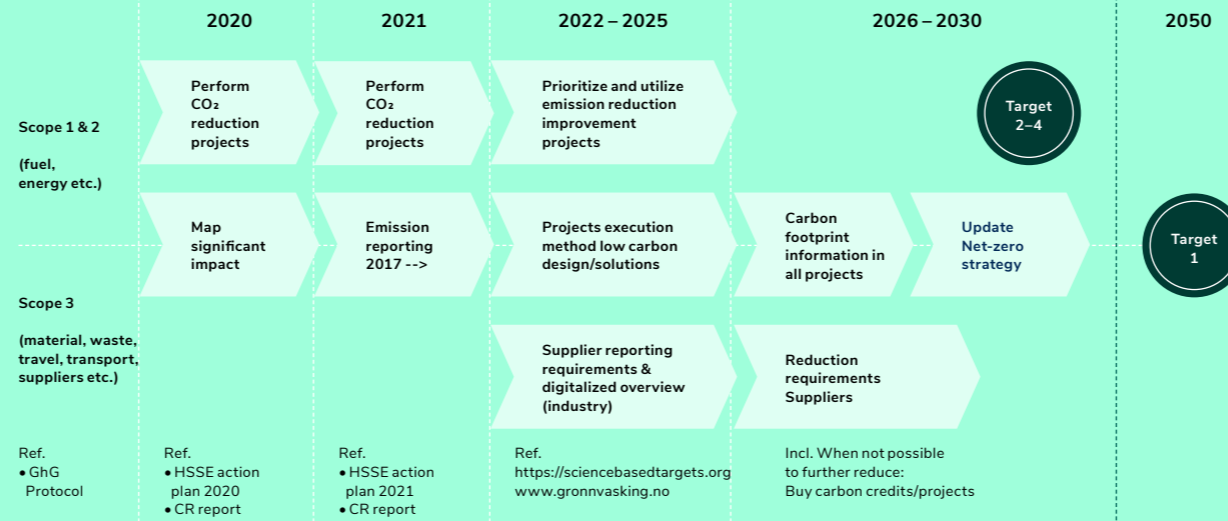 2020
2021
2022 – 2025
2026 – 2030
2050
Scope 1 & 2
(fuel,
energy etc.)
Perform
CO₂
reduction
projects
Perform
CO₂
reduction
projects
Prioritize and utilize
emission reduction
improvement
projects
Target
2–4
Map
significant
impact
Emission
reporting
2017 -->
Projects execution
method low carbon
design/solutions
Carbon
footprint
information in
all projects
Update
Net-zero
strategy
Target
1
Scope 3
(material, waste,
travel, transport,
suppliers etc.)
Supplier reporting
requirements &
digitalized overview
(industry)
Reduction
requirements
Suppliers
Ref.
• GhG
Protocol
Ref.
• HSSE action
plan 2020
• CR report
Ref.
• HSSE action
plan 2021
• CR report
Ref.
https://sciencebasedtargets.org
www.gronnvasking.no
Incl. When not possible
to further reduce:
Buy carbon credits/projects